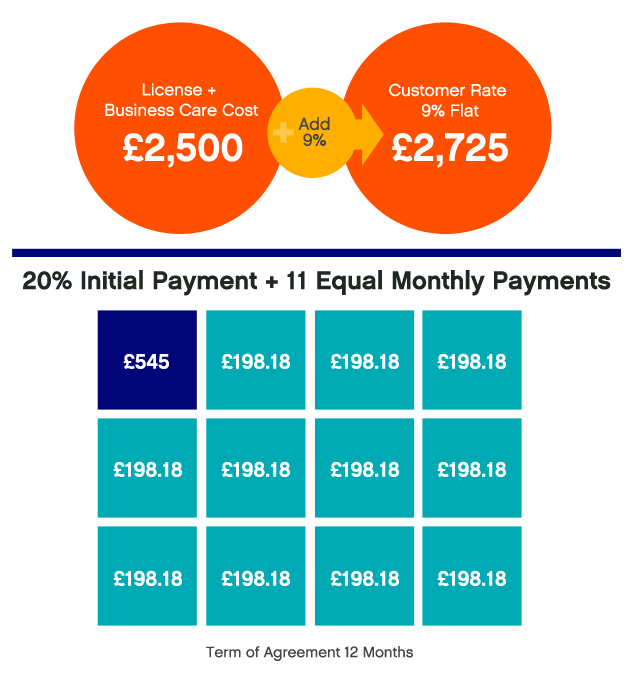 License +
Business Care Cost
£2,500
+ Add
9%
Customer Rate
9% Flat
£2,725
20% Initial Payment + 11 Equal Monthly Payments
£545 £198.18 £198.18 £198.18
£198.18 £198.18 £198.18 £198.18
£198.18 £198.18 £198.18 £198.18
Term of Agreement 12 Months